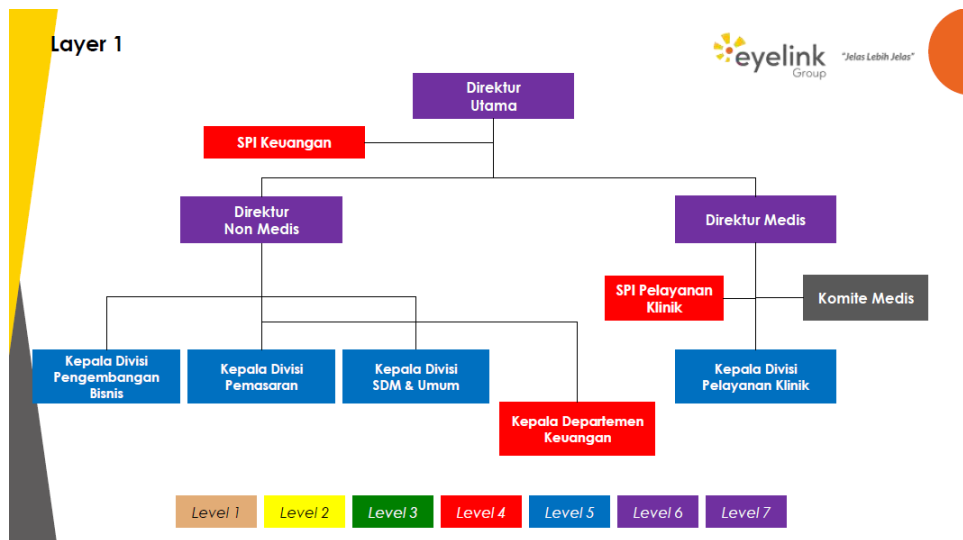 Layer 1
eyelink
Group
"Jelas Lebih Jelas"
Direktur
Utama
SPI Keuangan
Direktur
Non Medis
Direktur Medis
SPI Pelayanan
Klinik
Komite Medis
Kepala Divisi
Pengembangan
Bisnis
Kepala Divisi
Pemasaran
Kepala Divisi
SDM & Umum
Kepala Divisi
Pelayanan Klinik
Kepala Departemen
Keuangan
Level 1
Level 2
Level 3
Level 4
Level 5
Level 6
Level 7